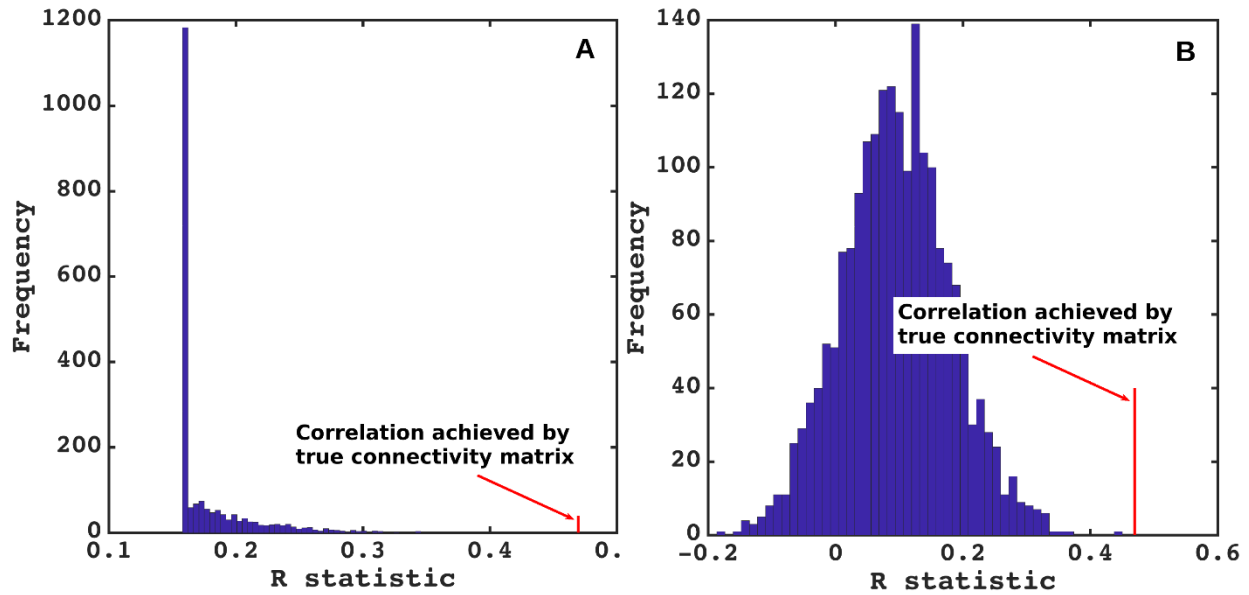 1200
1000
800
600
400
200
0
0.1
0.2
0.3
0.4
0.
Frequency
R statistic
A
Correlation achieved by
true connectivity matrix
140
120
100
80
60
40
20
0
-0.2
0
0.2
0.4
0.6
Frequency
R statistic
B
Correlation achieved by
true connectivity matrix